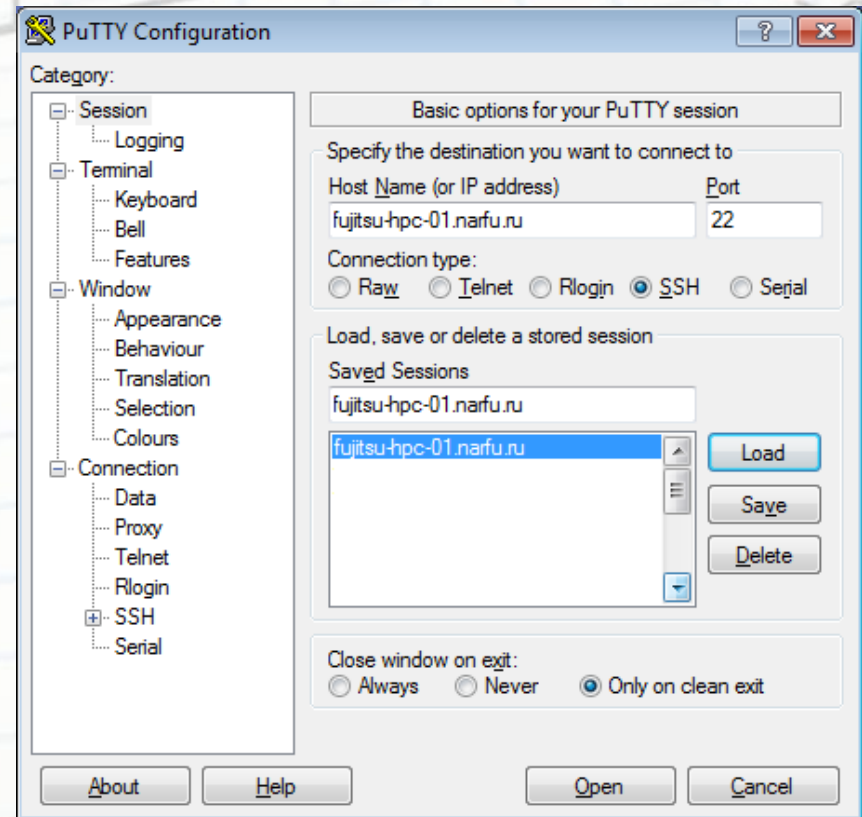 PuTTY Configuration
Category:
Session
Logging
Terminal
Keyboard
Bell
Features
Window
Appearance
Behaviour
Translation
Selection
Colours
Connection
Data
Proxy
Telnet
Rlogin
SSH
Serial
Basic options for your PuTTY session
Specify the destination you want to connect to
Host Name (or IP address) Port
fujitsu-hpc-01.narfu.ru 22
Connection type:
Raw Telnet Rlogin SSH Serial
Load, save or delete a stored session
Saved Sessions
fujitsu-hpc-01.narfu.ru
fujitsu-hpc-01.narfu.ru
Load
Save
Delete
Close window on exit:
Always Never Only on clean exit
About Help Open Cancel